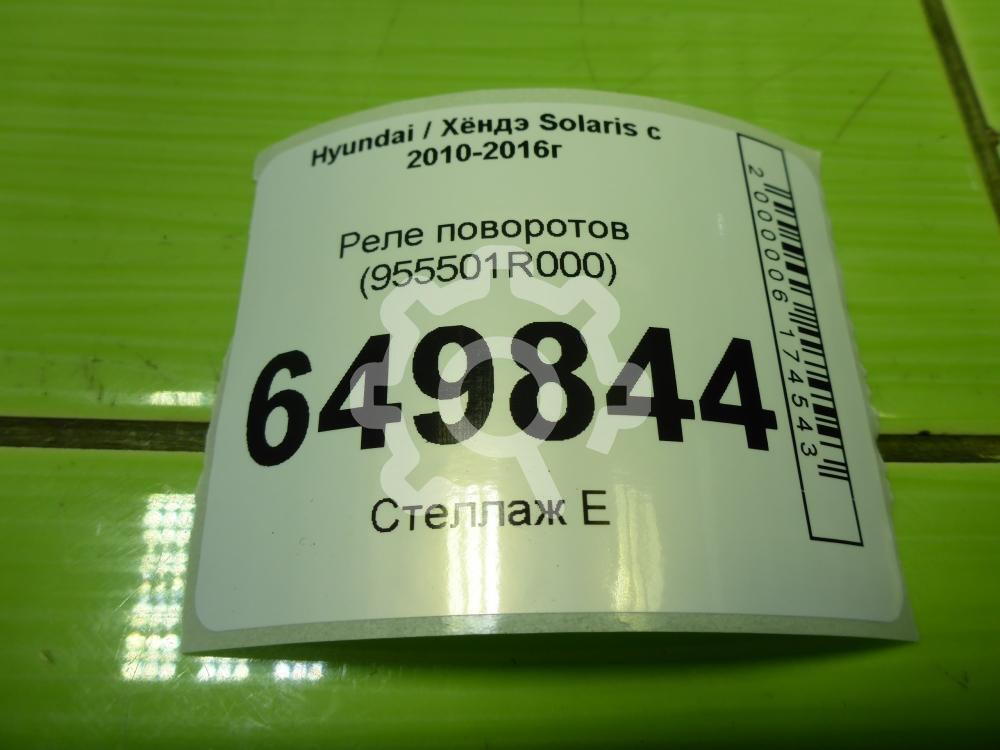 Hyundai / Хёндэ Solaris с
2010-2016г
Реле поворотов
(955501R000)
649844
Стеллаж Е
2000006174543